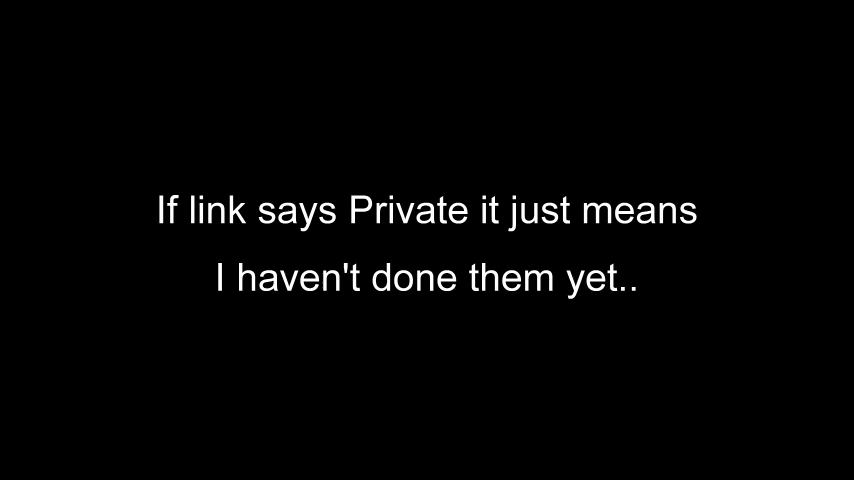 If link says Private it just means
I haven't done them yet..